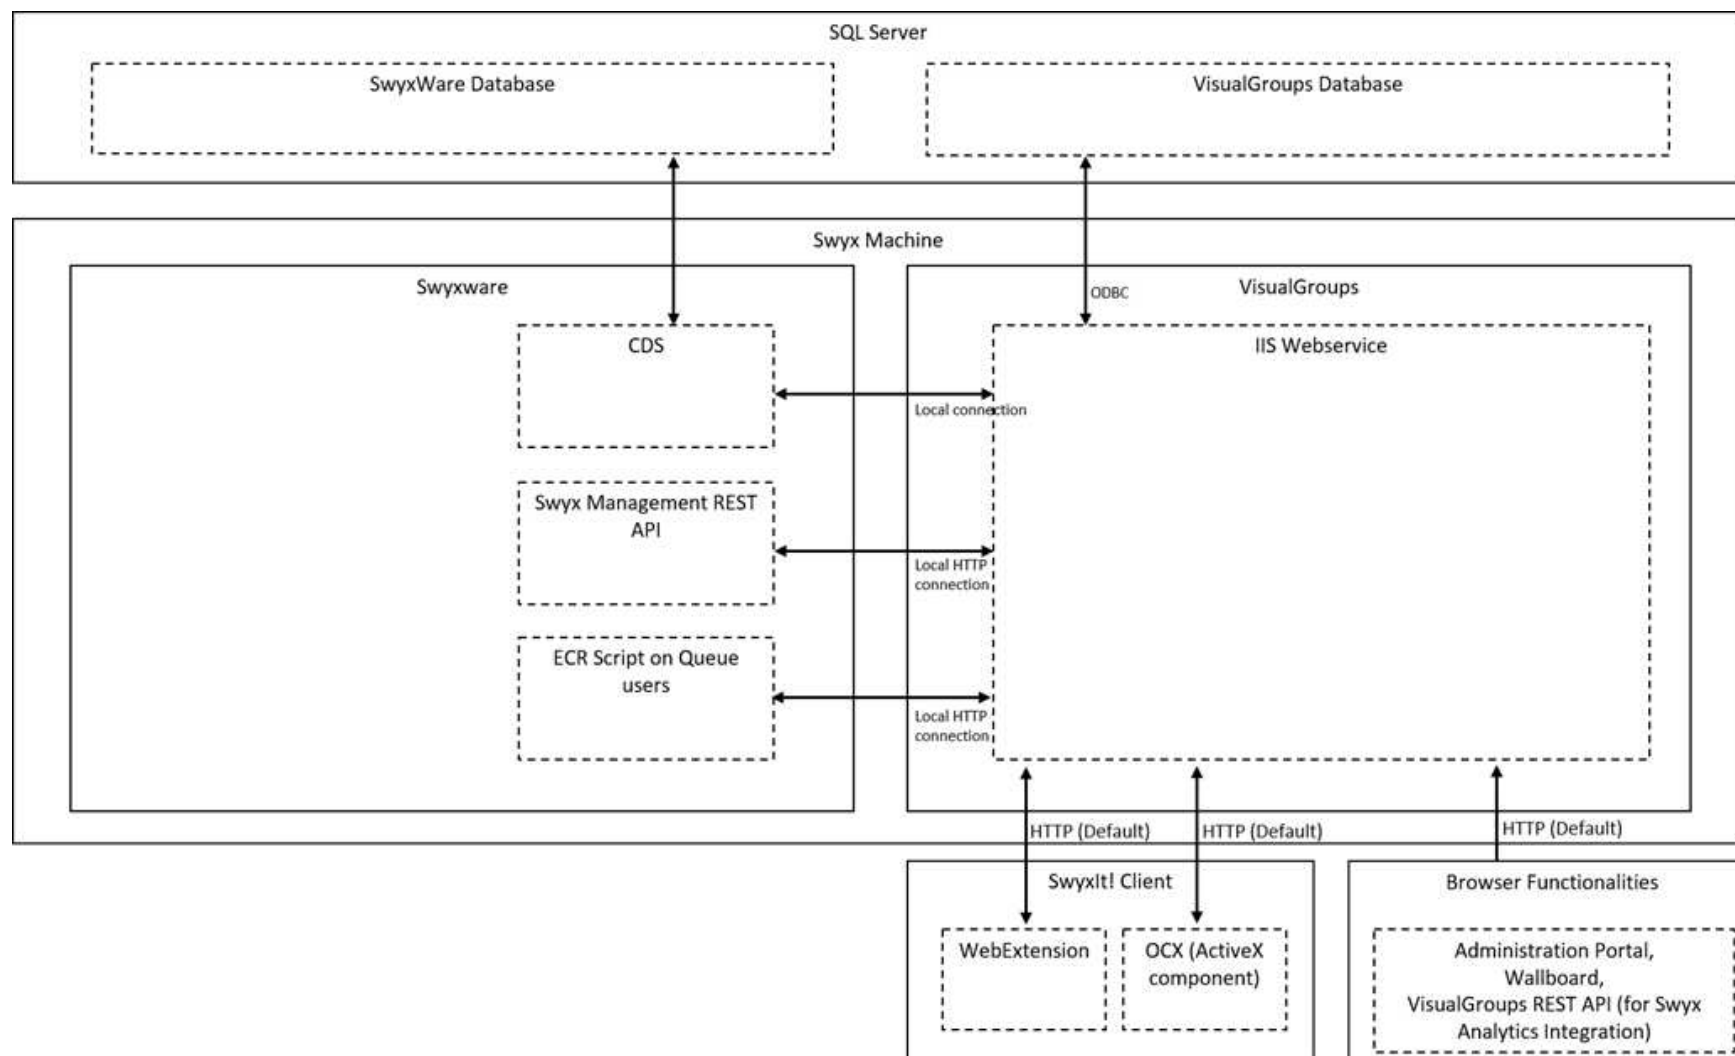 SQL Server
SwyxWare Database
VisualGroups Database
Swyx Machine
Swyxware
VisualGroups
ODBC
CDS
IIS Webservice
Local connection
Swyx Management REST
API
Local HTTP
connection
ECR Script on Queue
users
Local HTTP
connection
HTTP (Default)
HTTP (Default)
HTTP (Default)
SwyxIt! Client
Browser Functionalities
WebExtension
OCX (ActiveX
component)
Administration Portal,
Wallboard,
VisualGroups REST API (for Swyx
Analytics Integration)